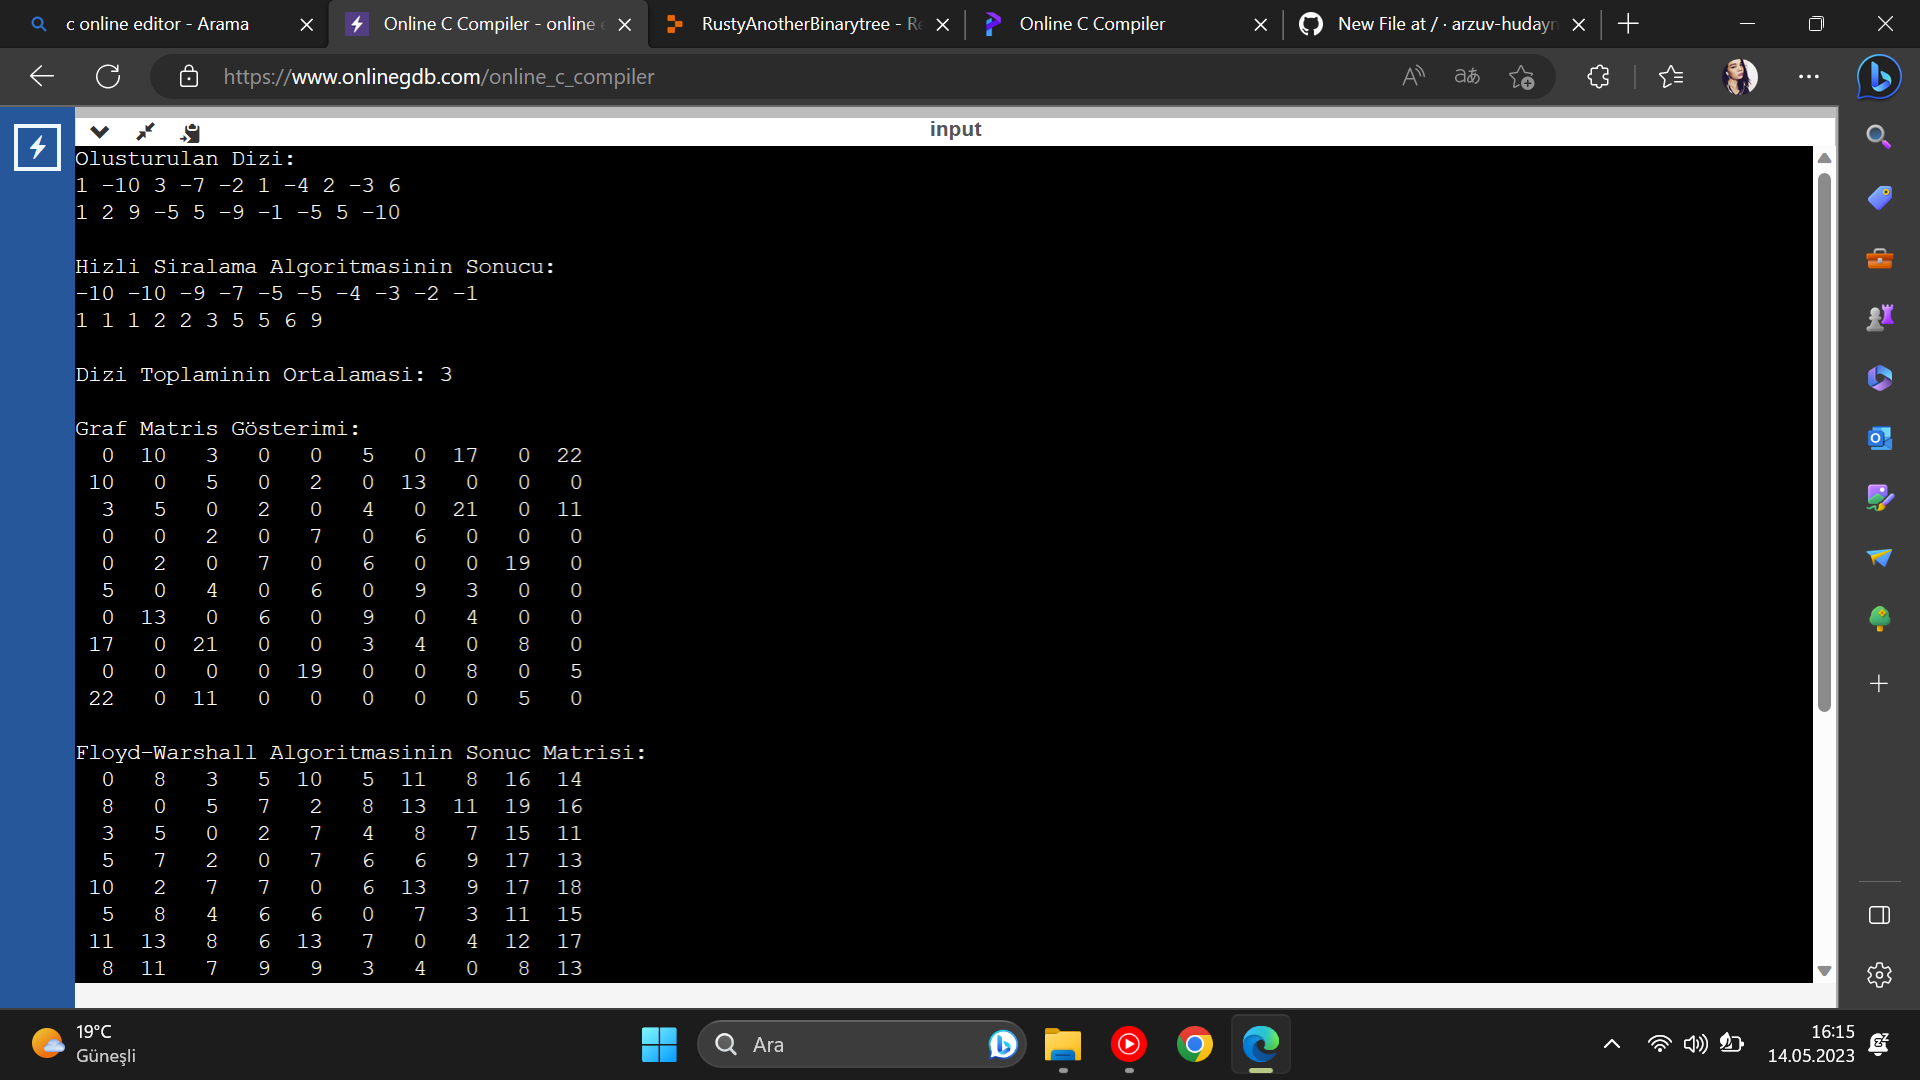 c online editor - Arama
Online C Compiler - online
RustyAnotherBinarytree - Re
Online C Compiler
New File at / · arzuv-hudayn
https://www.onlinegdb.com/online_c_compiler
input
Olusturulan Dizi:
1 -10 3 -7 -2 1 -4 2 -3 6
1 2 9 -5 5 -9 -1 -5 5 -10
Hizli Siralama Algoritmasinin Sonucu:
-10 -10 -9 -7 -5 -5 -4 -3 -2 -1
1 1 1 2 2 3 5 5 6 9
Dizi Toplaminin Ortalamasi: 3
Graf Matris Gösterimi:
0 10 3 0 0 5 0 17 0 22
10 0 5 0 2 0 13 0 0 0
3 5 0 2 0 4 0 21 0 11
0 0 2 0 7 0 6 0 0 0
0 2 0 7 0 6 0 0 19 0
5 0 4 0 6 0 9 3 0 0
0 13 0 6 0 9 0 4 0 0
17 0 21 0 0 3 4 0 8 0
0 0 0 0 19 0 0 8 0 5
22 0 11 0 0 0 0 0 5 0
Floyd-Warshall Algoritmasinin Sonuc Matrisi:
0 8 3 5 10 5 11 8 16 14
8 0 5 7 2 8 13 11 19 16
3 5 0 2 7 4 8 7 15 11
5 7 2 0 7 6 6 9 17 13
10 2 7 7 0 6 13 9 17 18
5 8 4 6 6 0 7 3 11 15
11 13 8 6 13 7 0 4 12 17
8 11 7 9 9 3 4 0 8 13
19°C
Güneşli
Ara
16:15
14.05.2023